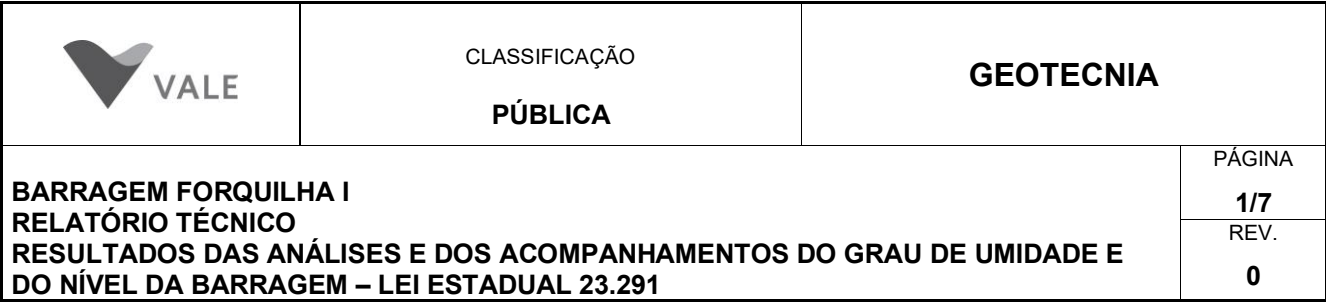 VALE
CLASSIFICAÇÃO
PÚBLICA
GEOTECNIA
BARRAGEM FORQUILHA I
RELATÓRIO TÉCNICO
RESULTADOS DAS ANÁLISES E DOS ACOMPANHAMENTOS DO GRAU DE UMIDADE E
DO NÍVEL DA BARRAGEM – LEI ESTADUAL 23.291
PÁGINA
1/7
REV.
0